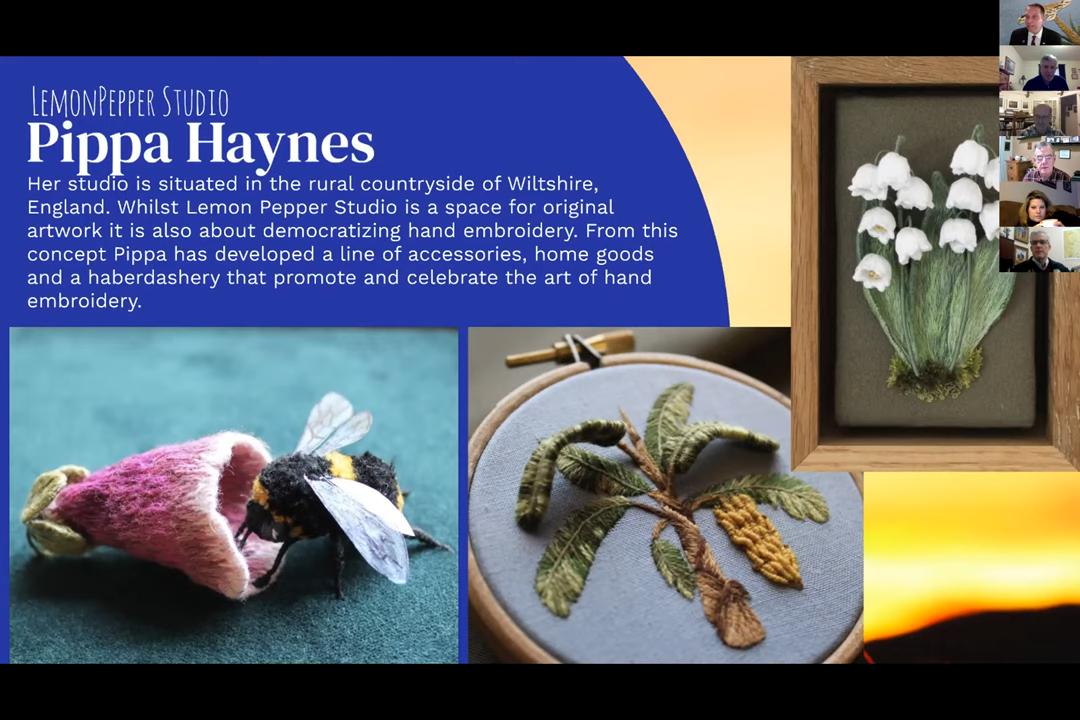 LemonPepper Studio
Pippa Haynes
Her studio is situated in the rural countryside of Wiltshire,
England. Whilst Lemon Pepper Studio is a space for original
artwork it is also about democratizing hand embroidery. From this
concept Pippa has developed a line of accessories, home goods
and a haberdashery that promote and celebrate the art of hand
embroidery.